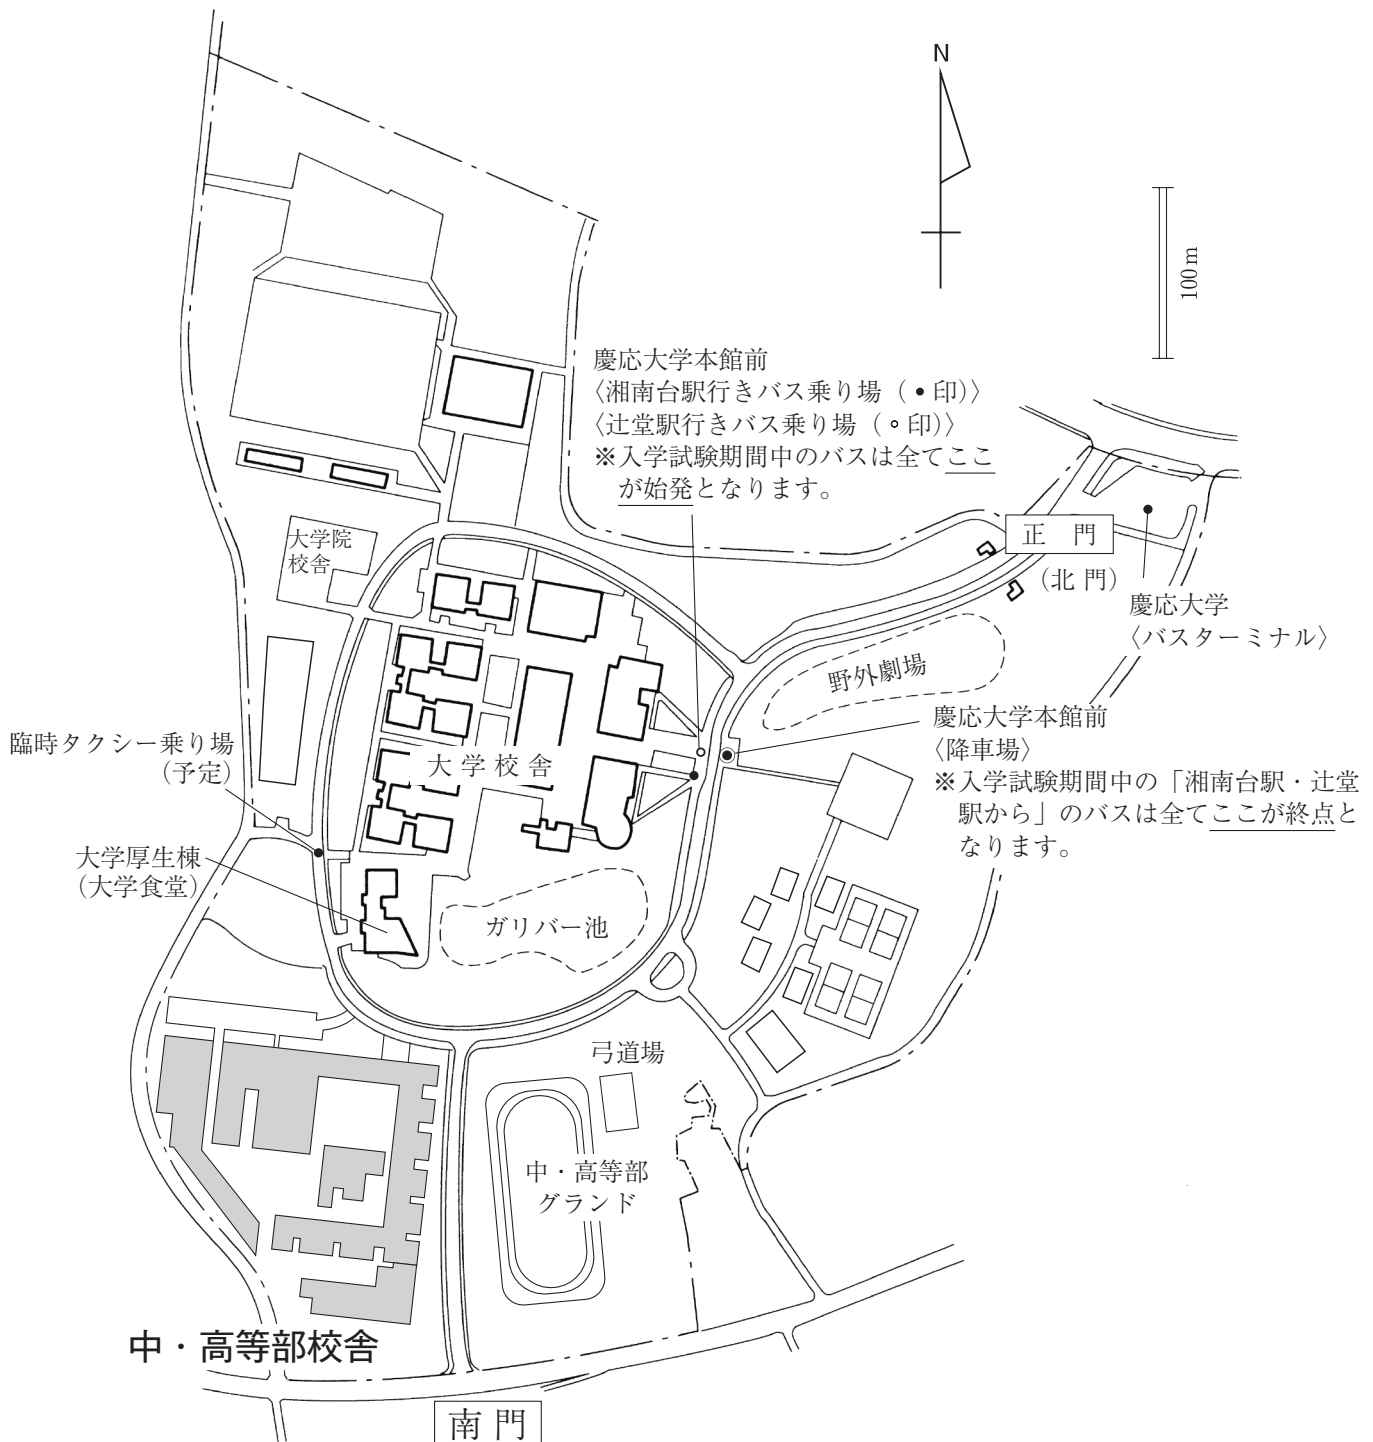 N
100m
慶応大学本館前
〈湘南台駅行きバス乗り場（●印）〉
〈辻堂駅行きバス乗り場（○印）〉
※入学試験期間中のバスは全てここ
が始発となります。
正 門
（北 門）
慶応大学
〈バスターミナル〉
大学院
校舎
野外劇場
慶応大学本館前
〈降車場〉
※入学試験期間中の「湘南台駅・辻堂
駅から」のバスは全てここが終点と
なります。
臨時タクシー乗り場
（予定）
大学校舎
大学厚生棟
（大学食堂）
ガリバー池
弓道場
中・高等部
グランド
中・高等部校舎
南 門